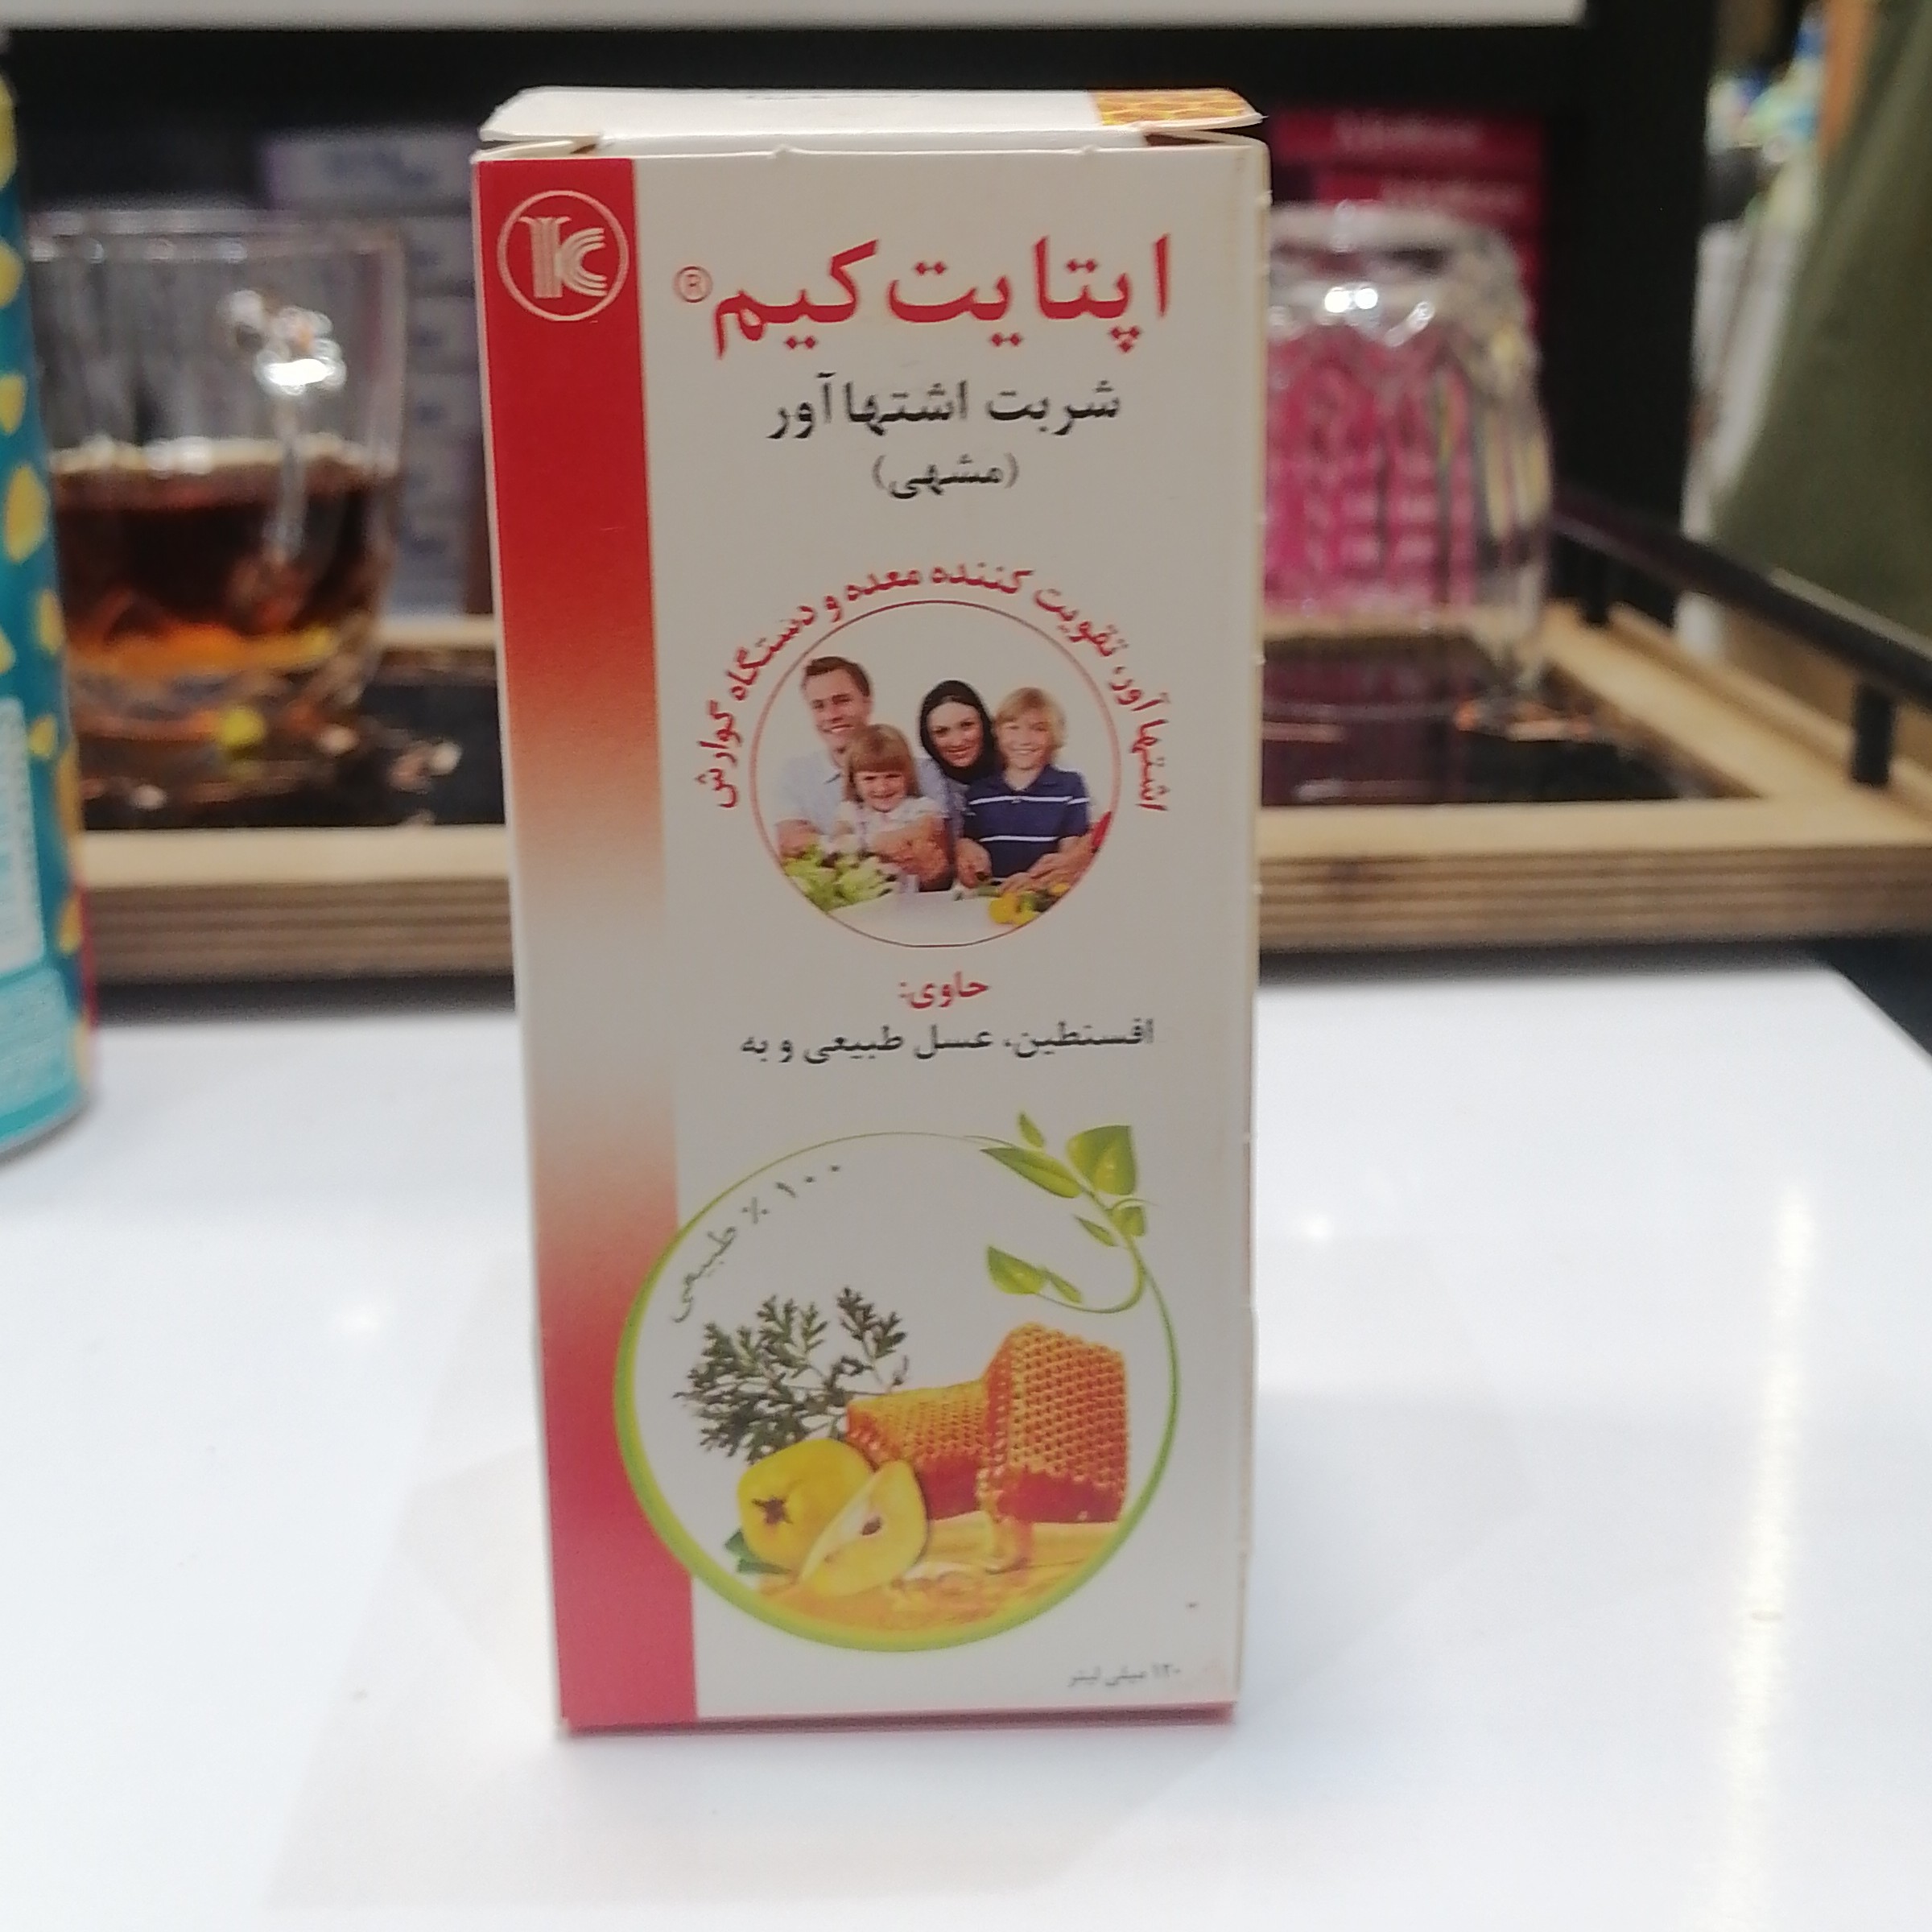 اپتایت کیم®
شربت اشتها آور
(مشهی)
اشتها آور، تقویت کننده معده و دستگاه گوارش
حاوی:
افسنطین، عسل طبیعی و به
۱۰۰٪ طبیعی
۱۲۰ میلی لیتر